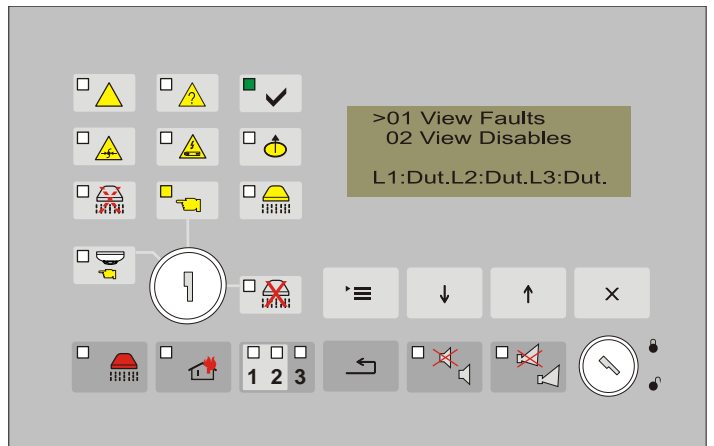 >01 View Faults
02 View Disables
L1:Dut.L2:Dut.L3:Dut.
?
1 2 3